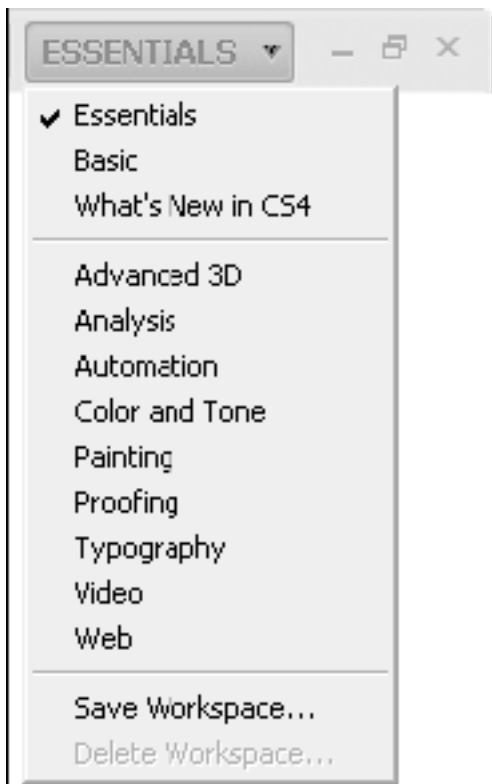 ESSENTIALS
Essentials
Basic
What's New in CS4
Advanced 3D
Analysis
Automation
Color and Tone
Painting
Proofing
Typography
Video
Web
Save Workspace...
Delete Workspace...